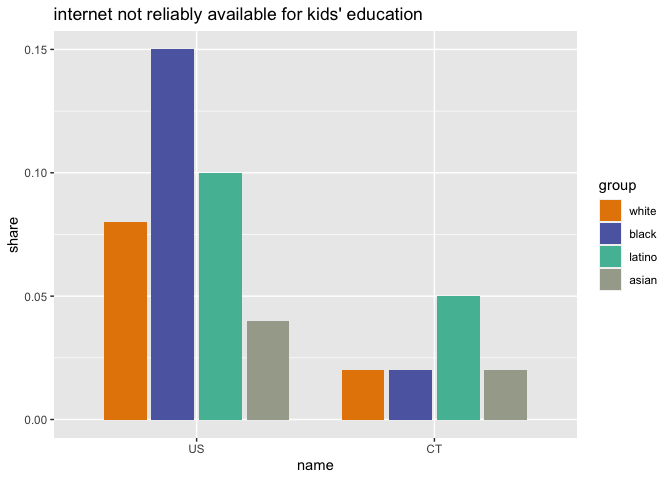 internet not reliably available for kids' education
0.15
0.10
0.05
0.00
share
US
CT
name
group
white
black
latino
asian